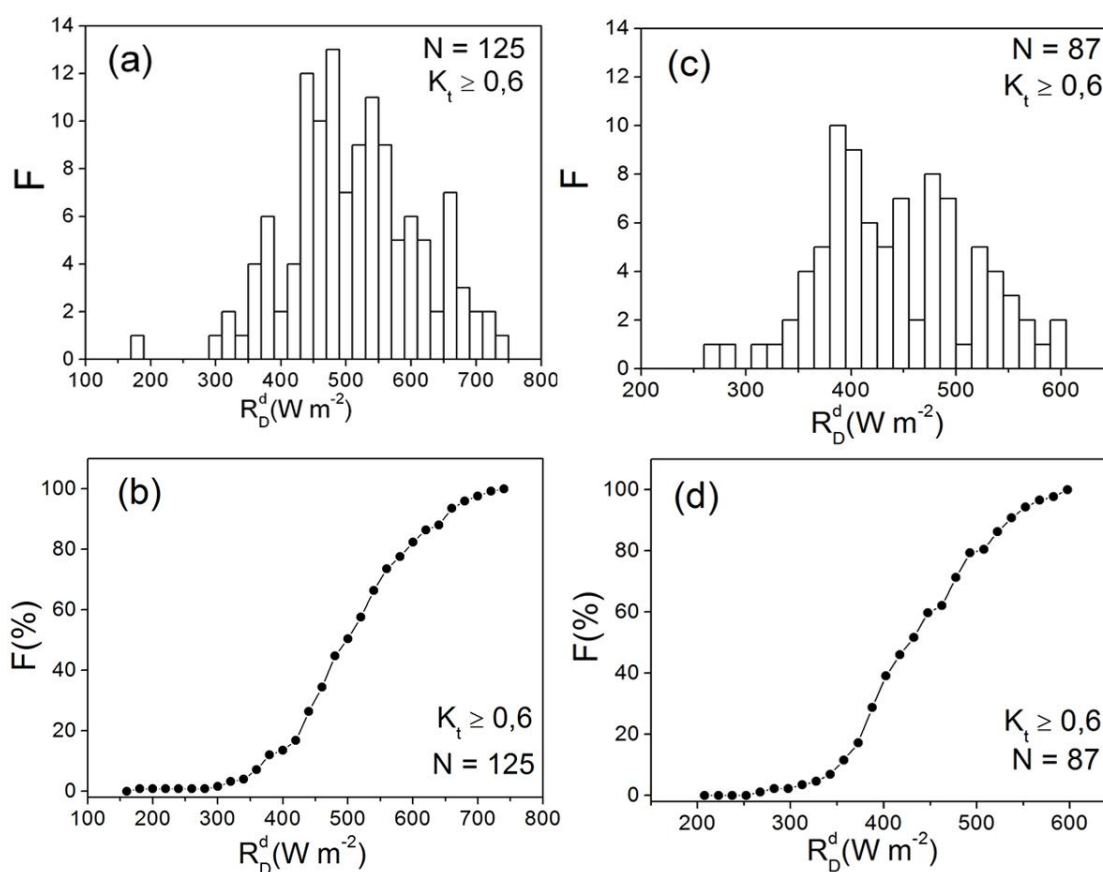 (a)
N = 125
K_t ≥ 0,6
F
14
12
10
8
6
4
2
0
100 200 300 400 500 600 700 800
R_D^d(W m^-2)
(c)
N = 87
K_t ≥ 0,6
F
14
12
10
8
6
4
2
0
200 300 400 500 600
R_D^d(W m^-2)
(b)
F(%)
100
80
60
40
20
0
K_t ≥ 0,6
N = 125
100 200 300 400 500 600 700 800
R_D^d(W m^-2)
(d)
F(%)
100
80
60
40
20
0
K_t ≥ 0,6
N = 87
200 300 400 500 600
R_D^d(W m^-2)